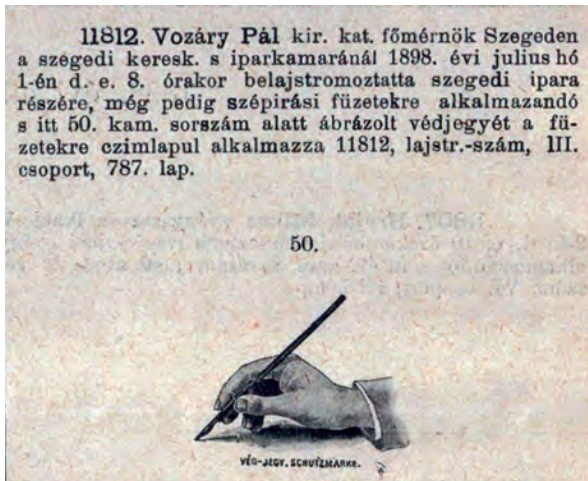 11812. Vozáry Pál kir. kat. főmérnök Szegeden
a szegedi keresk. s iparkamaránál 1898. évi julius hó
1-én d. e. 8. órakor belajstromoztatta szegedi ipara
részére, még pedig szépirási füzetekre alkalmazandó
s itt 50. kam. sorszám alatt ábrázolt védjegyét a fü-
zetekre czimlapul alkalmazza 11812, lajstr.-szám, III.
csoport, 787. lap.
50.
VÉG-JEGY. SCHUTZMARKE.